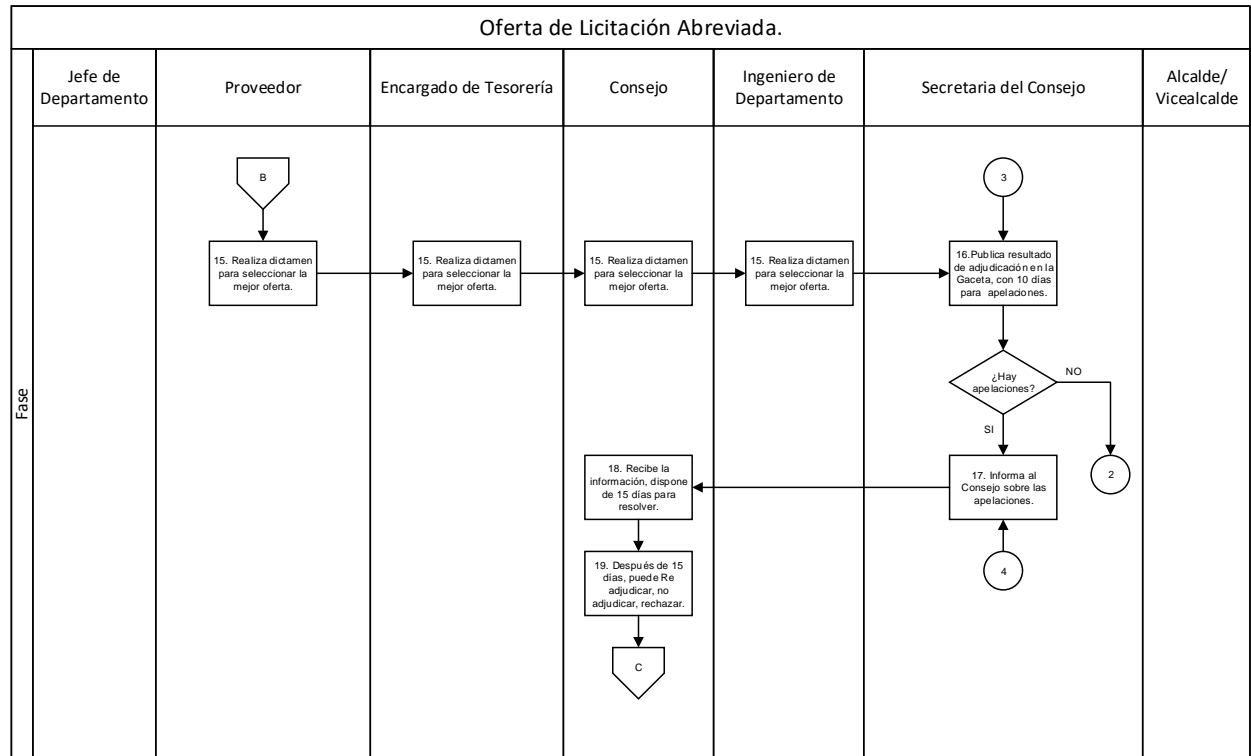 Oferta de Licitación Abreviada.
Fase
Jefe de
Departamento
Proveedor
Encargado de Tesorería
Consejo
Ingeniero de
Departamento
Secretaria del Consejo
Alcalde/
Vicealcalde
B
3
15. Realiza dictamen
para seleccionar la
mejor oferta.
15. Realiza dictamen
para seleccionar la
mejor oferta.
15. Realiza dictamen
para seleccionar la
mejor oferta.
15. Realiza dictamen
para seleccionar la
mejor oferta.
16.Publica resultado
de adjudicación en la
Gaceta, con 10 días
para apelaciones.
¿Hay
apelaciones?
NO
SI
18. Recibe la
información, dispone
de 15 días para
resolver.
17. Informa al
Consejo sobre las
apelaciones.
2
19. Después de 15
días, puede Re
adjudicar, no
adjudicar, rechazar.
4
C